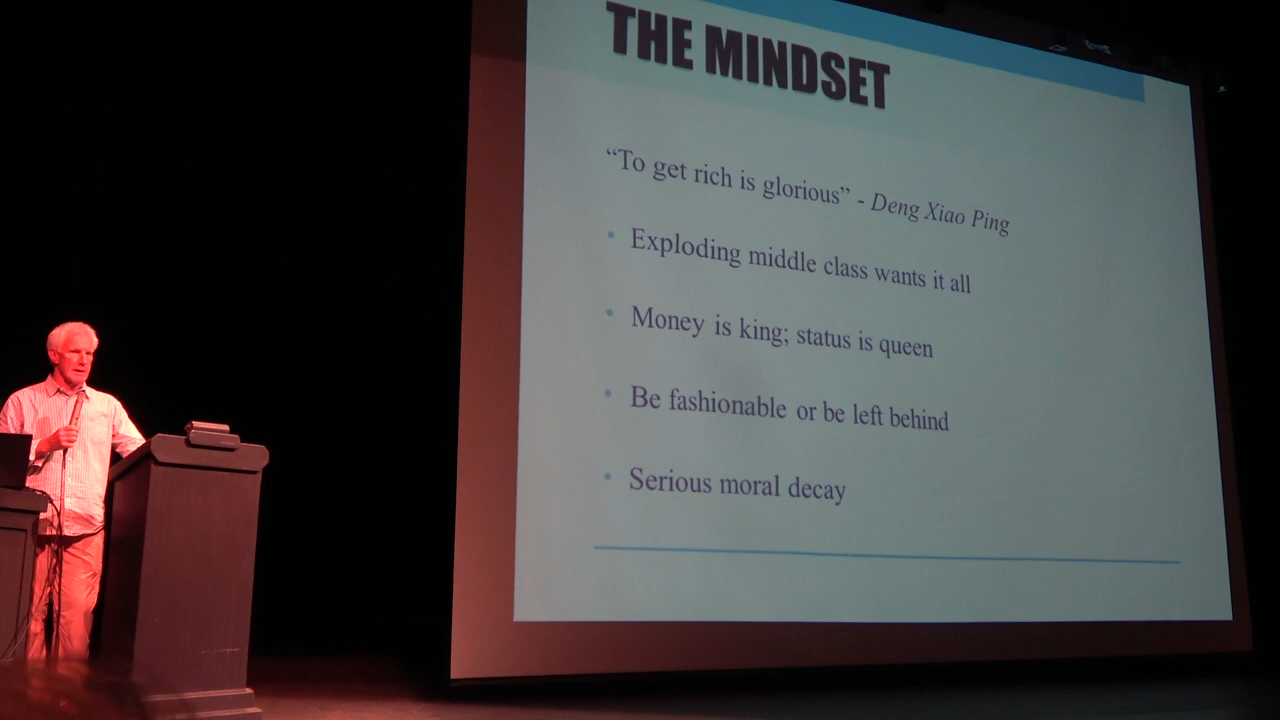 THE MINDSET
“To get rich is glorious” - Deng Xiao Ping
• Exploding middle class wants it all
• Money is king; status is queen
• Be fashionable or be left behind
• Serious moral decay